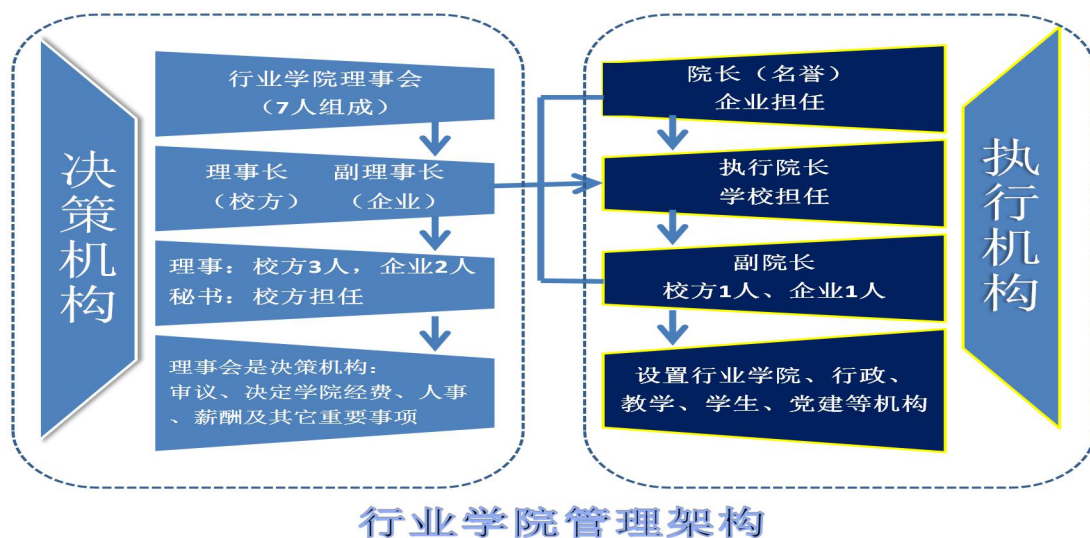 决策机构
行业学院理事会
（7人组成）
理事长 副理事长
（校方） （企业）
理事：校方3人，企业2人
秘书：校方担任
理事会是决策机构：
审议、决定学院经费、人事
、薪酬及其它重要事项
院长（名誉）
企业担任
执行院长
学校担任
副院长
校方1人、企业1人
设置行业学院、行政、
教学、学生、党建等机构
执行机构
行业学院管理架构